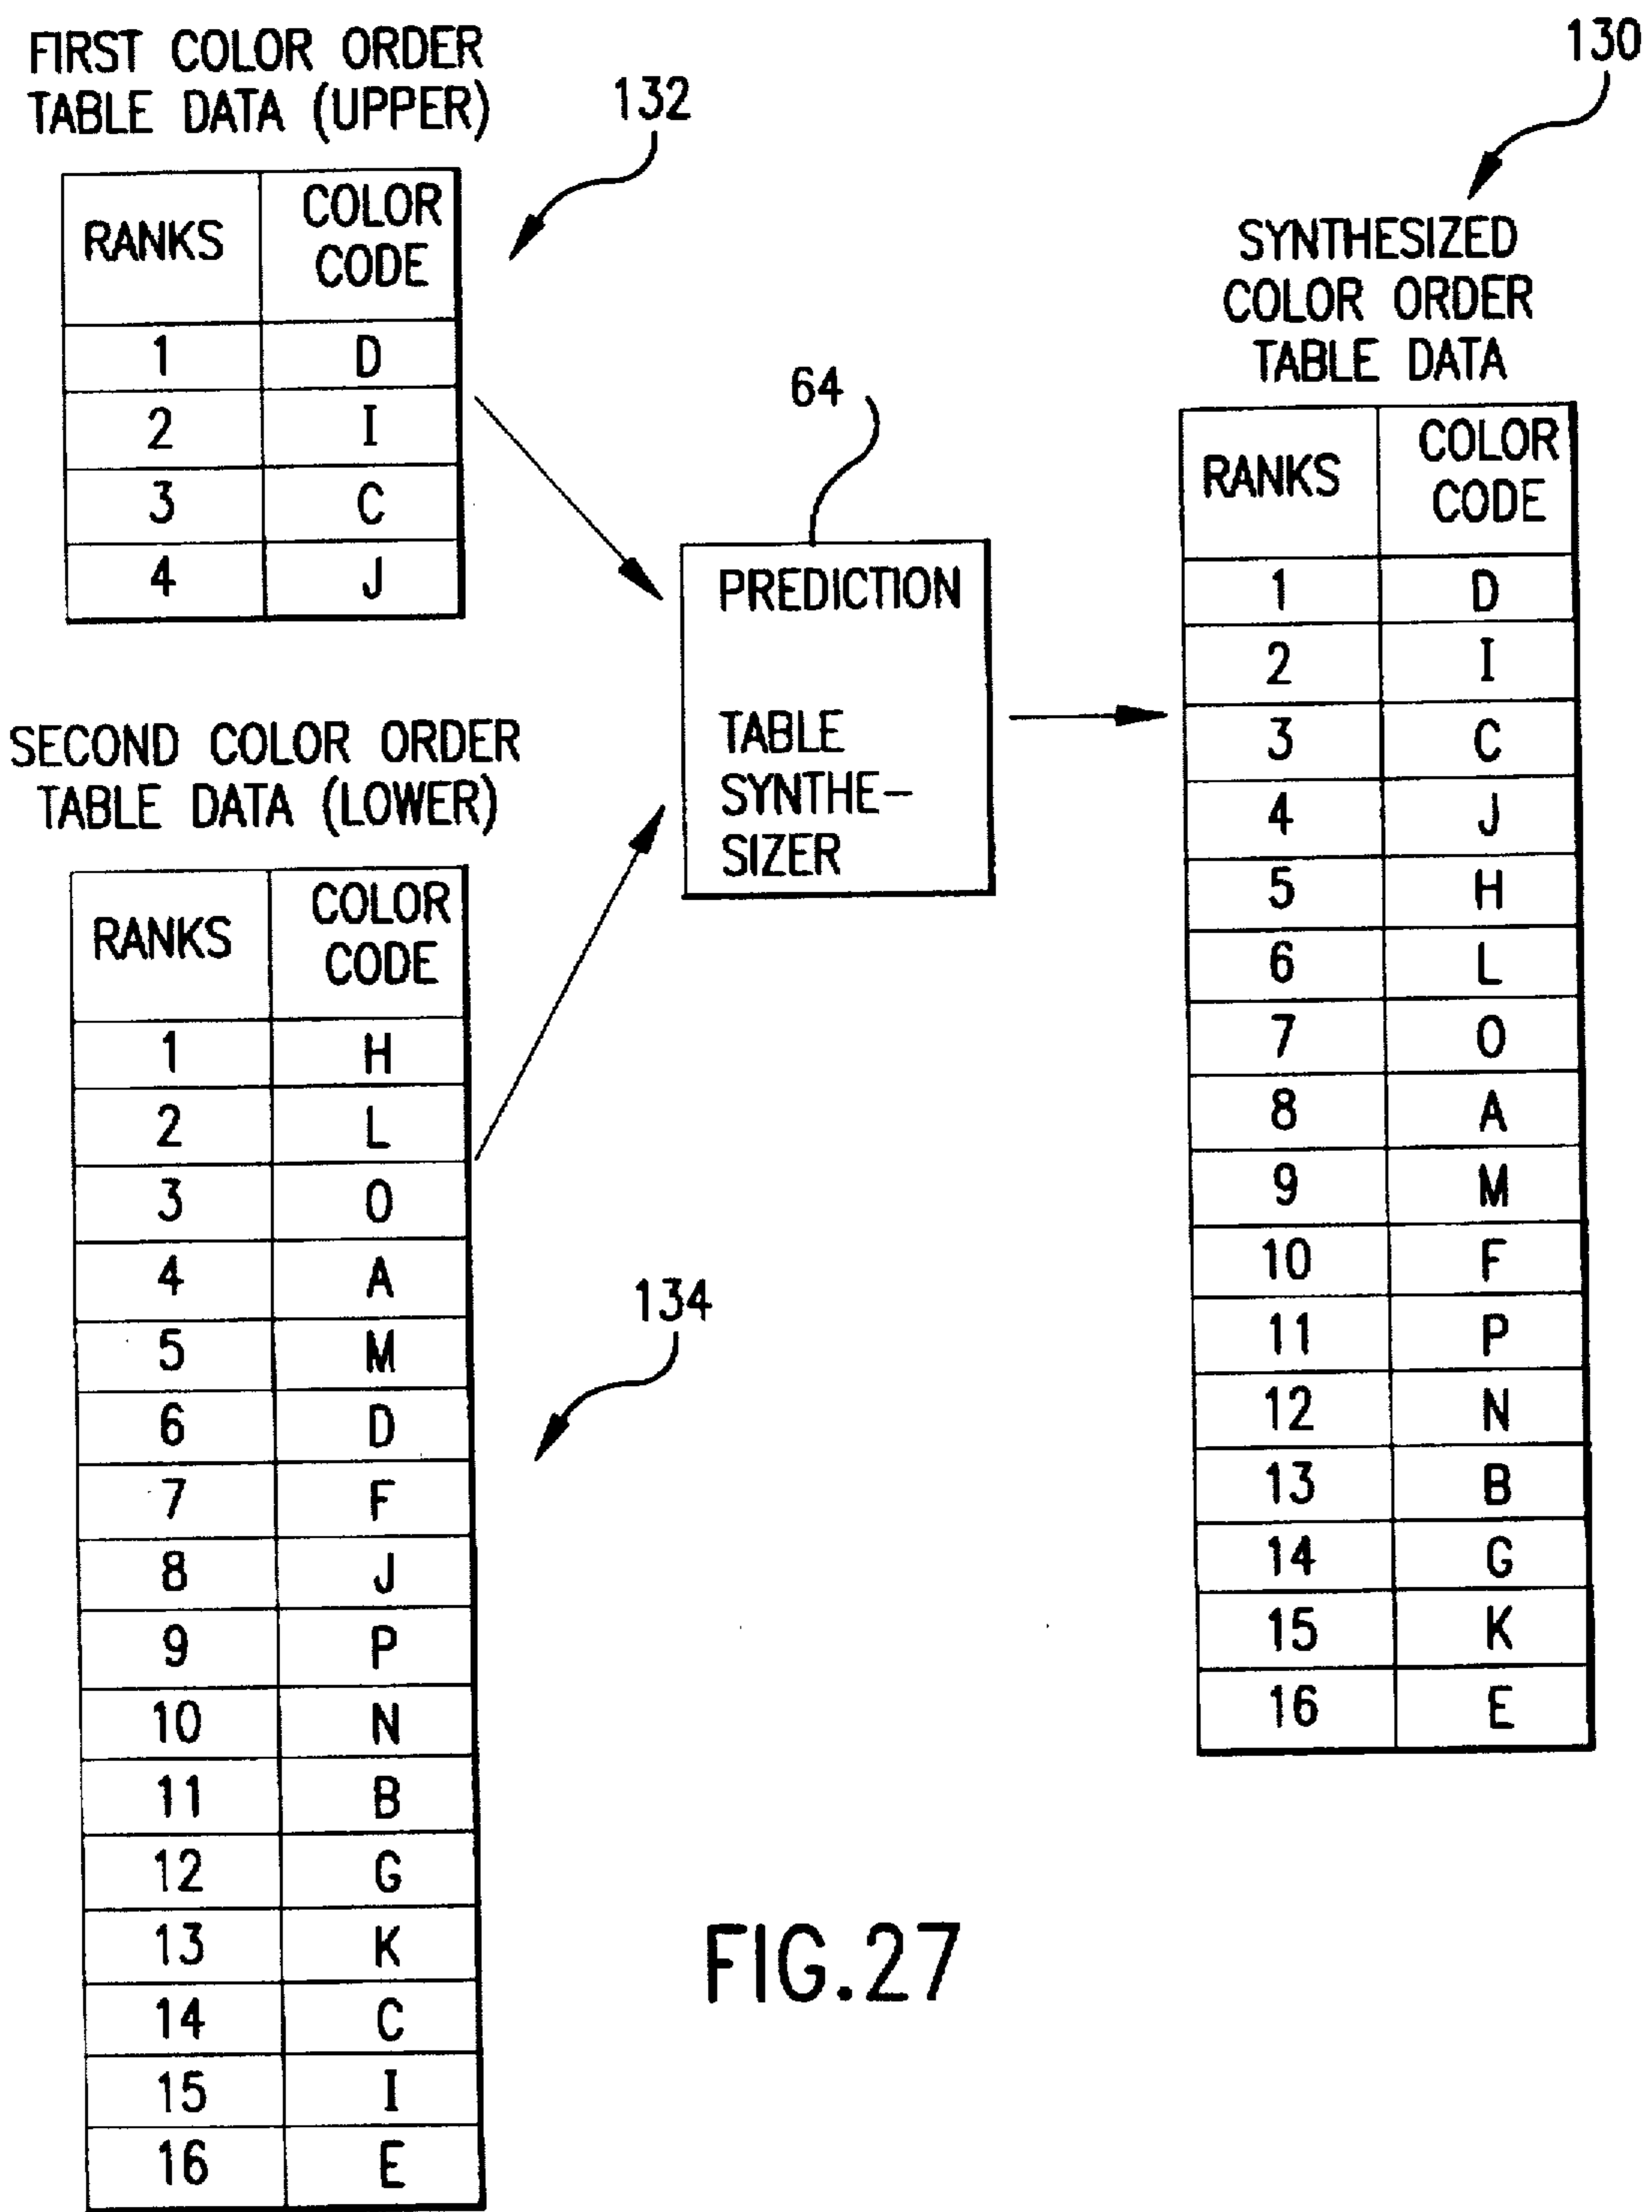 FIRST COLOR ORDER
TABLE DATA (UPPER)
132
RANKS COLOR CODE
1 D
2 I
3 C
4 J
SECOND COLOR ORDER
TABLE DATA (LOWER)
134
RANKS COLOR CODE
1 H
2 L
3 O
4 A
5 M
6 D
7 F
8 J
9 P
10 N
11 B
12 G
13 K
14 C
15 I
16 E
64
PREDICTION
TABLE
SYNTHE-
SIZER
130
SYNTHESIZED
COLOR ORDER
TABLE DATA
RANKS COLOR CODE
1 D
2 I
3 C
4 J
5 H
6 L
7 O
8 A
9 M
10 F
11 P
12 N
13 B
14 G
15 K
16 E
FIG.27